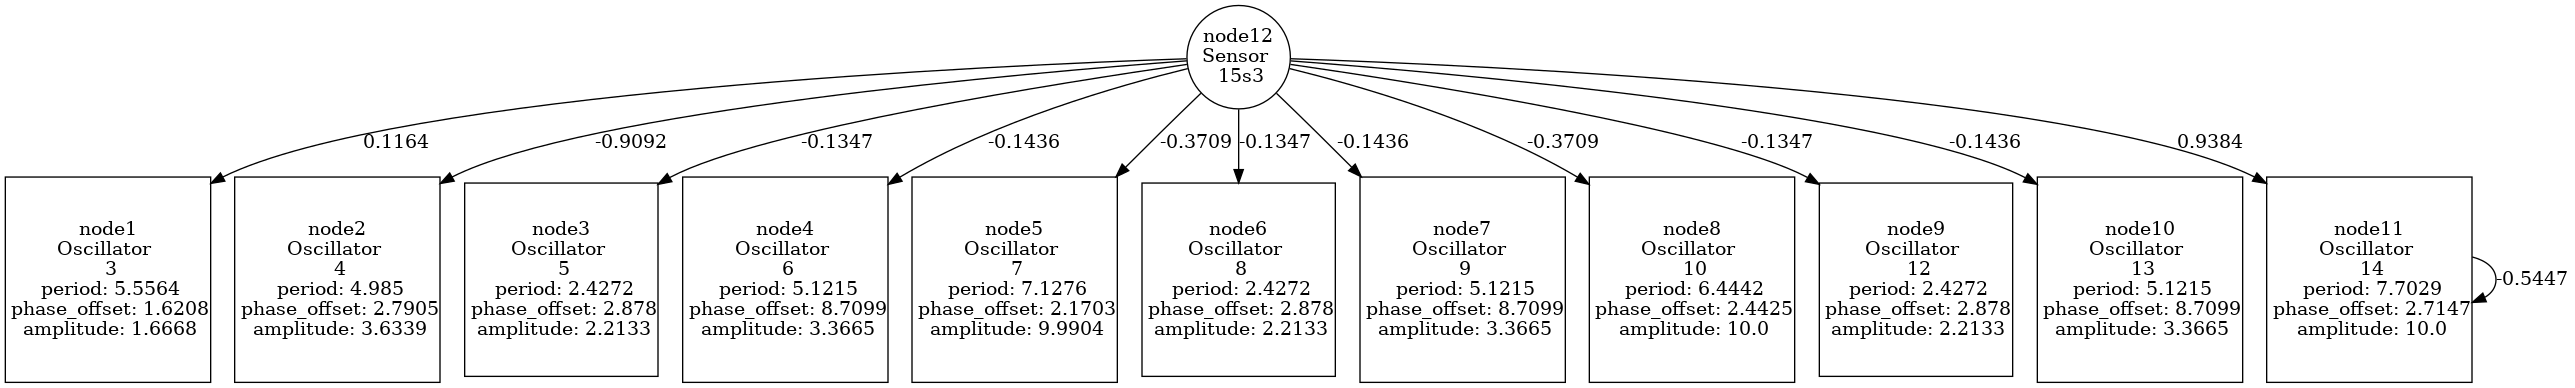 node12
Sensor
15s3
0.1164
-0.9092
-0.1347
-0.1436
-0.3709
-0.1347
-0.1436
-0.3709
-0.1347
-0.1436
0.9384
node1
Oscillator
3
period: 5.5564
phase_offset: 1.6208
amplitude: 1.6668
node2
Oscillator
4
period: 4.985
phase_offset: 2.7905
amplitude: 3.6339
node3
Oscillator
5
period: 2.4272
phase_offset: 2.878
amplitude: 2.2133
node4
Oscillator
6
period: 5.1215
phase_offset: 8.7099
amplitude: 3.3665
node5
Oscillator
7
period: 7.1276
phase_offset: 2.1703
amplitude: 9.9904
node6
Oscillator
8
period: 2.4272
phase_offset: 2.878
amplitude: 2.2133
node7
Oscillator
9
period: 5.1215
phase_offset: 8.7099
amplitude: 3.3665
node8
Oscillator
10
period: 6.4442
phase_offset: 2.4425
amplitude: 10.0
node9
Oscillator
12
period: 2.4272
phase_offset: 2.878
amplitude: 2.2133
node10
Oscillator
13
period: 5.1215
phase_offset: 8.7099
amplitude: 3.3665
node11
Oscillator
14
period: 7.7029
phase_offset: 2.7147
amplitude: 10.0
-0.5447